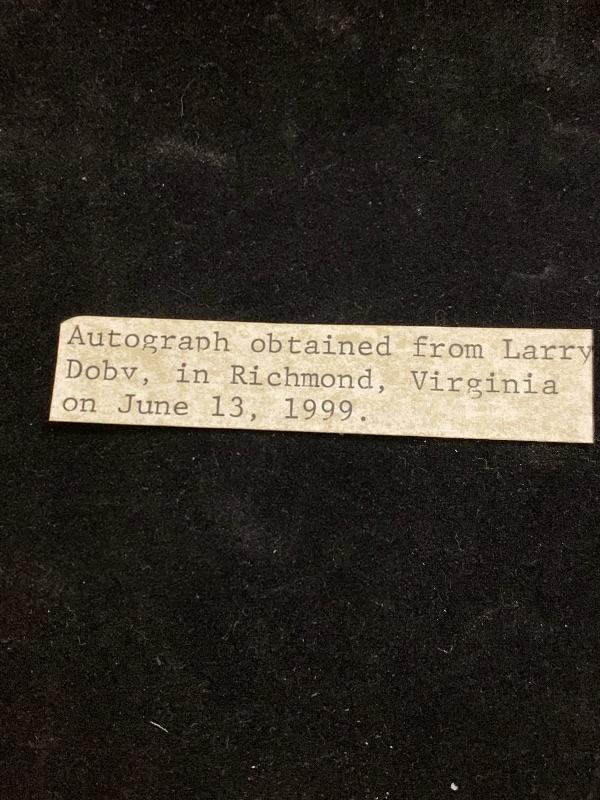 Autograph obtained from Larry
Doby, in Richmond, Virginia
on June 13, 1999.